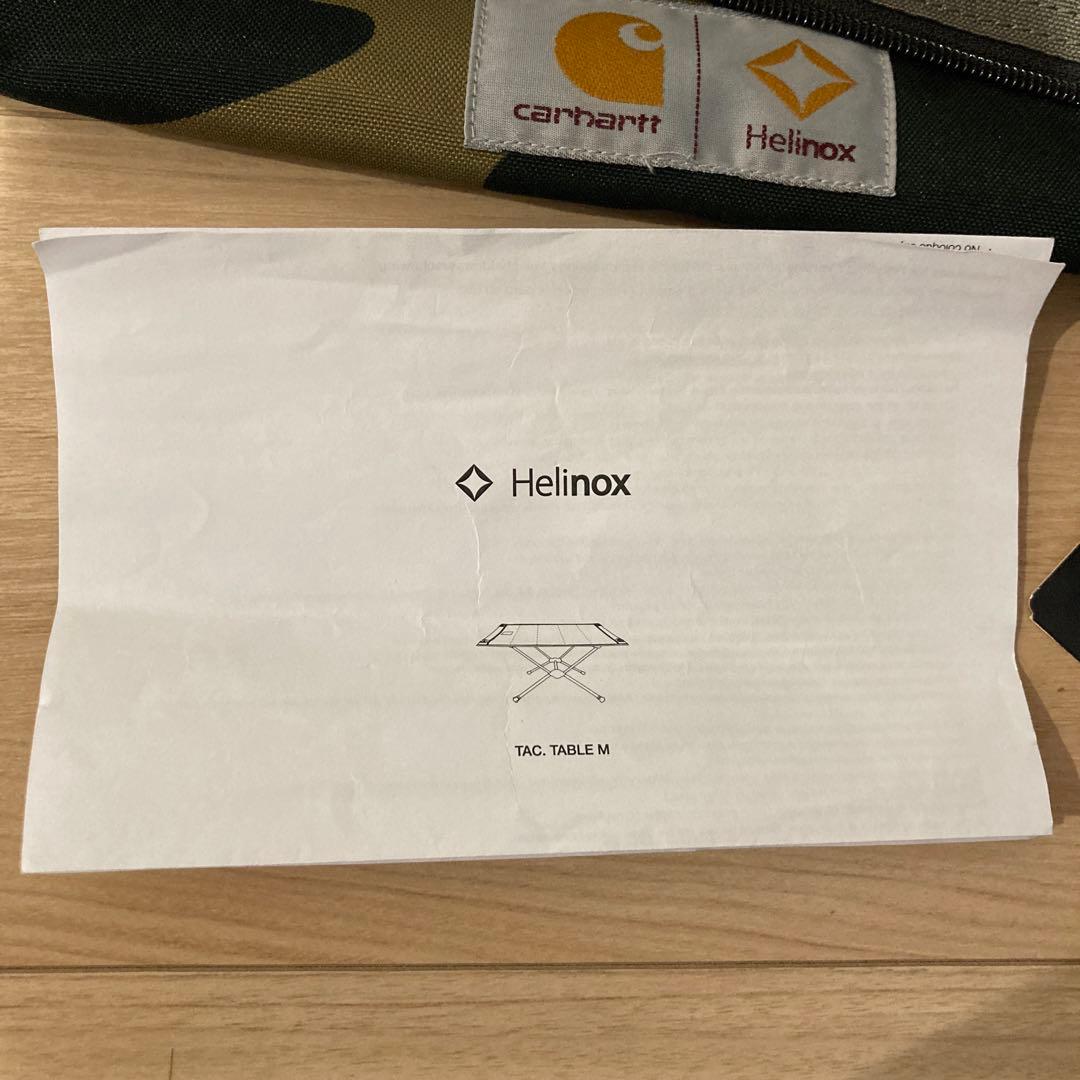 carhartt
Helinox
Helinox
TAC. TABLE M